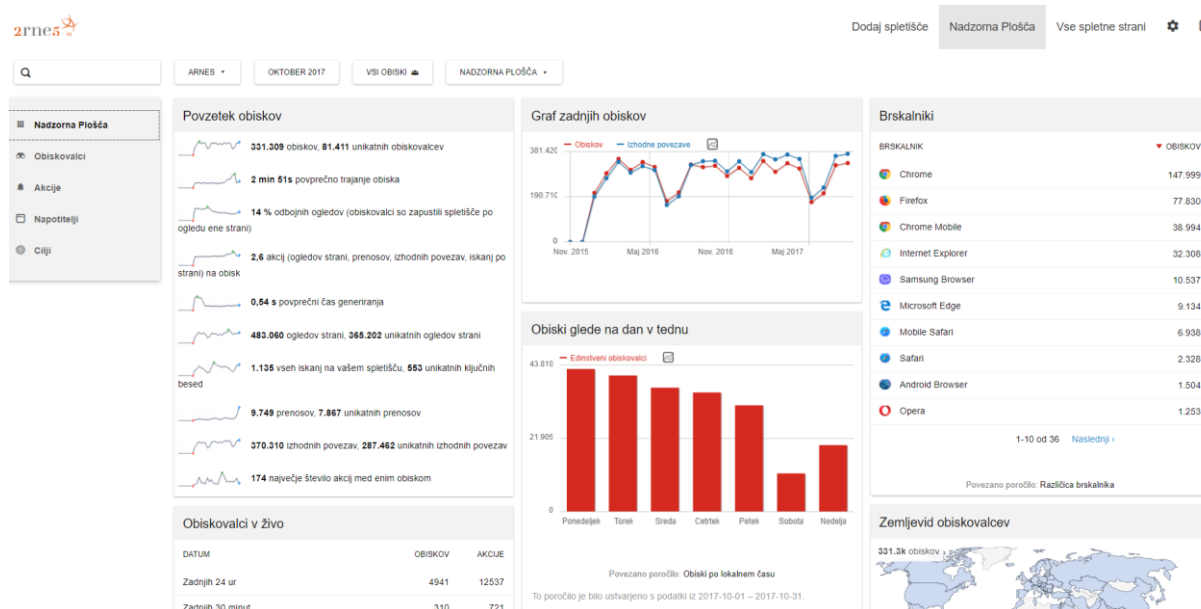 arnes
Dodaj spletišče
Nadzorna Plošča
Vse spletne strani
ARNES
OKTOBER 2017
VSI OBISKI
NADZORNA PLOŠČA
Nadzorna Plošča
Obiskovalci
Akcije
Napotitelji
Cilji
Povzetek obiskov
331.309 obiskov, 81.411 unikatnih obiskovalcev
2 min 51s povprečno trajanje obiska
14 % odbojnih ogledov (obiskovalci so zapustili spletišče po
ogledu ene strani)
2,6 akcij (ogledov strani, prenosov, izhodnih povezav, iskanj po
strani) na obisk
0,54 s povprečni čas generiranja
483.060 ogledov strani, 365.202 unikatnih ogledov strani
1.135 vseh iskanj na vašem spletišču, 553 unikatnih ključnih
besed
9.749 prenosov, 7.867 unikatnih prenosov
370.310 izhodnih povezav, 287.462 unikatnih izhodnih povezav
174 največje število akcij med enim obiskom
Obiskovalci v živo
DATUM OBISKOV AKCIJE
Zadnjih 24 ur 4941 12537
Zadnjih 30 minut 310 721
Graf zadnjih obiskov
Obiskov Izhodne povezave
381.420
190.710
0
Nov. 2015 Maj 2016 Nov. 2016 Maj 2017
Obiski glede na dan v tednu
Edinstveni obiskovalci
43.810
21.905
0
Ponedeljek Torek Sreda Četrtek Petek Sobota Nedelja
Povezano poročilo: Obiski po lokalnem času
To poročilo je bilo ustvarjeno s podatki iz 2017-10-01 – 2017-10-31.
Brskalniki
BRSKALNIK OBISKOV
Chrome 147.999
Firefox 77.830
Chrome Mobile 38.994
Internet Explorer 32.308
Samsung Browser 10.537
Microsoft Edge 9.134
Mobile Safari 6.938
Safari 2.328
Android Browser 1.504
Opera 1.253
1-10 od 36 Naslednji ›
Povezano poročilo: Različica brskalnika
Zemljevid obiskovalcev
331.3k obiskov